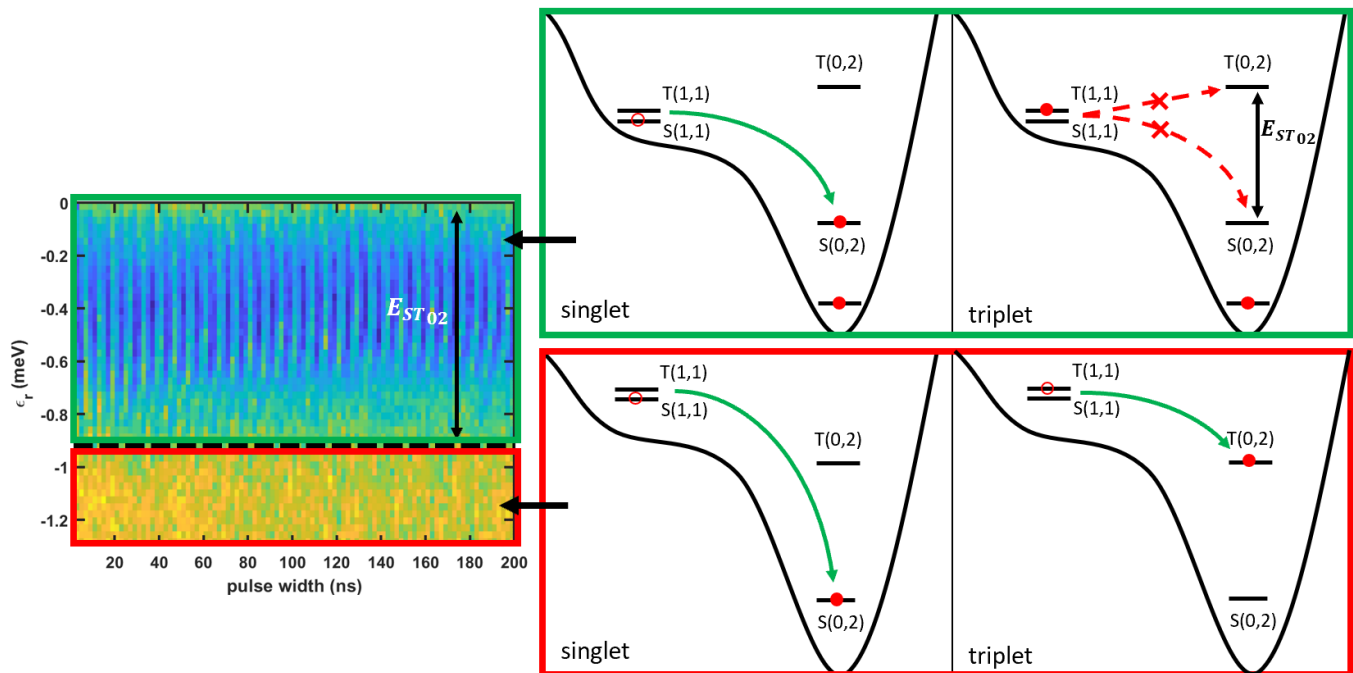 0
-0.2
-0.4
-0.6
-0.8
-1
-1.2
ϵr (meV)
EST02
20 40 60 80 100 120 140 160 180 200
pulse width (ns)
T(0,2)
T(1,1)
S(1,1)
S(0,2)
singlet
T(0,2)
T(1,1)
S(1,1)
EST02
S(0,2)
triplet
T(1,1)
S(1,1)
T(0,2)
S(0,2)
singlet
T(1,1)
S(1,1)
T(0,2)
S(0,2)
triplet